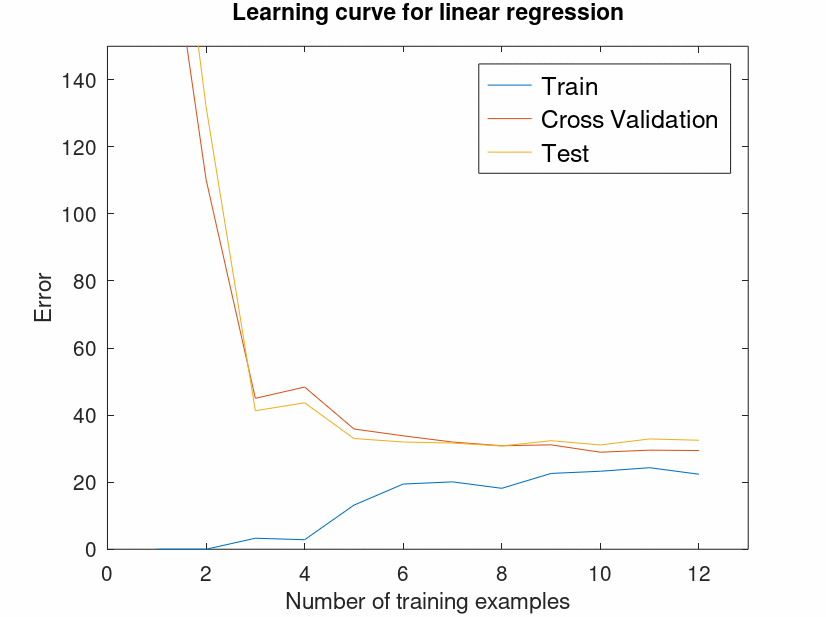 Learning curve for linear regression
Train
Cross Validation
Test
140
120
100
80
60
40
20
0
Error
0 2 4 6 8 10 12
Number of training examples